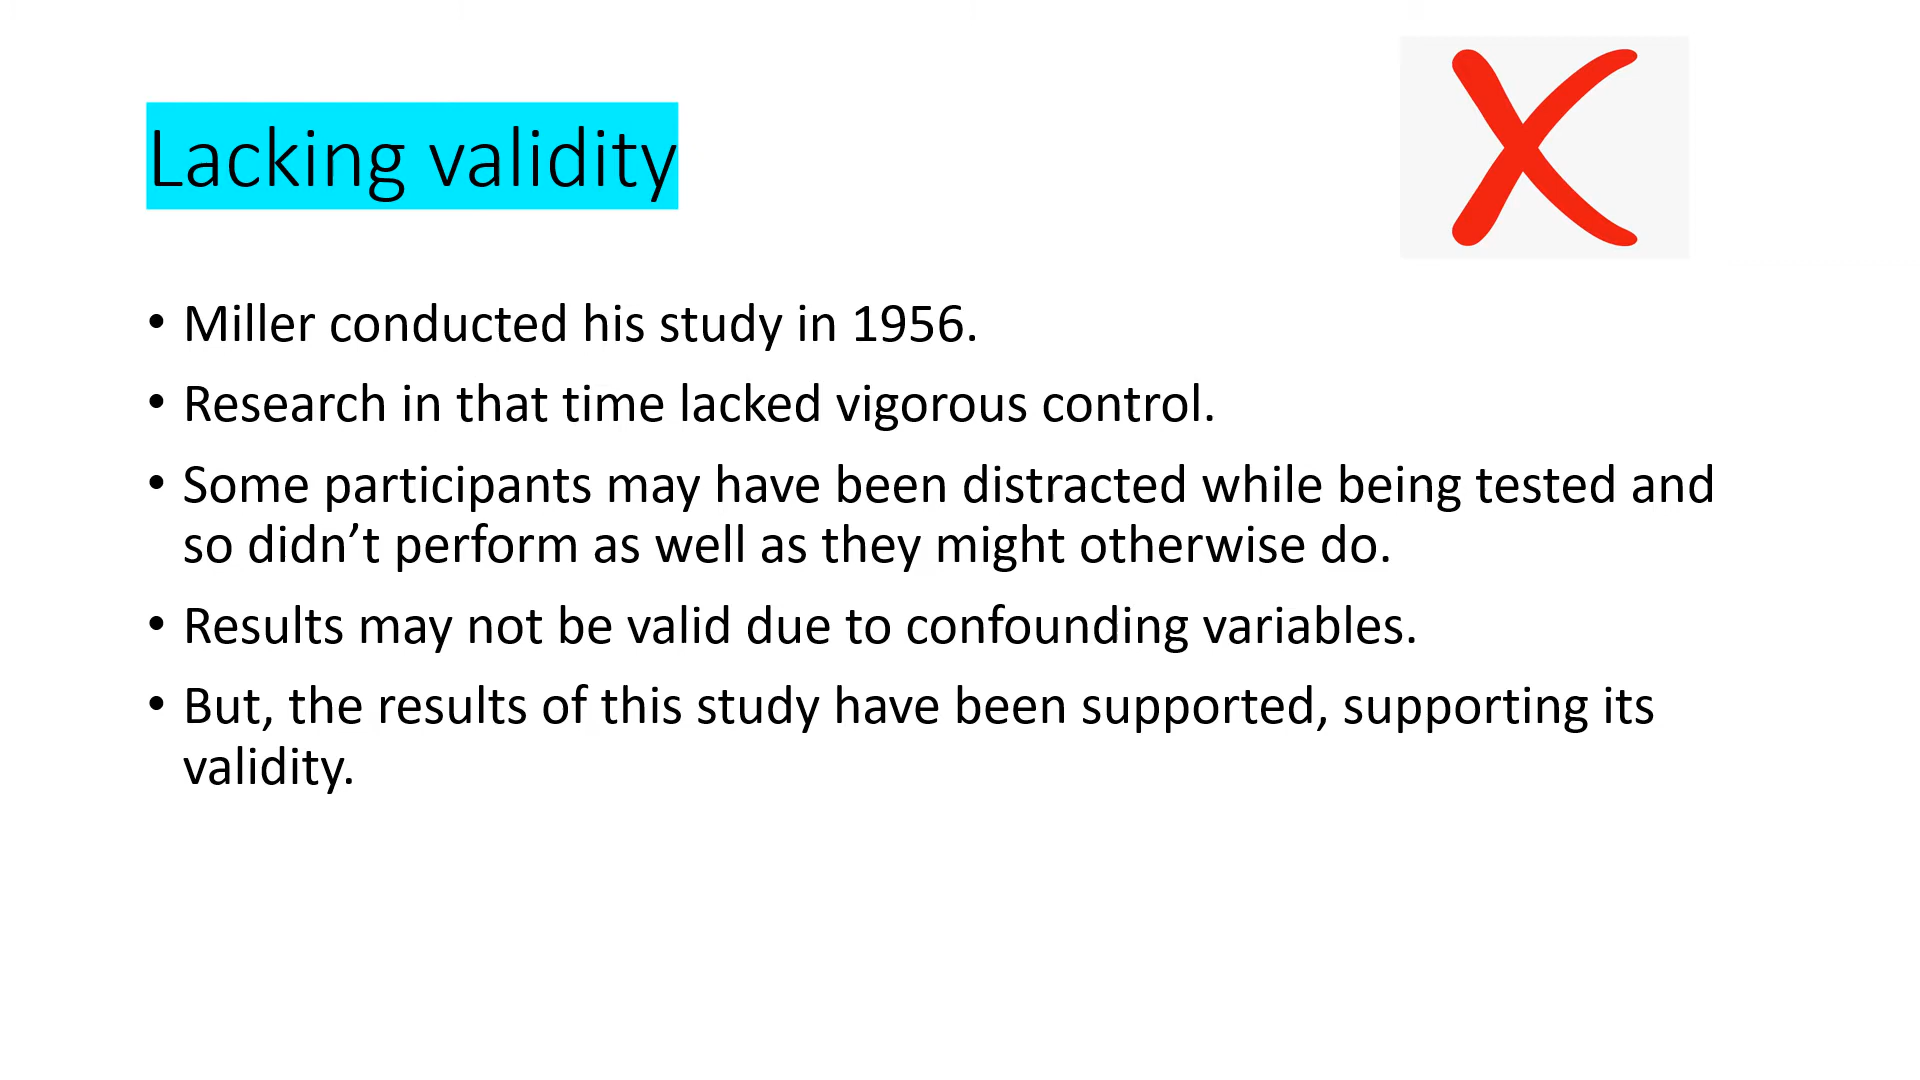 Lacking validity
• Miller conducted his study in 1956.
• Research in that time lacked vigorous control.
• Some participants may have been distracted while being tested and
so didn’t perform as well as they might otherwise do.
• Results may not be valid due to confounding variables.
• But, the results of this study have been supported, supporting its
validity.